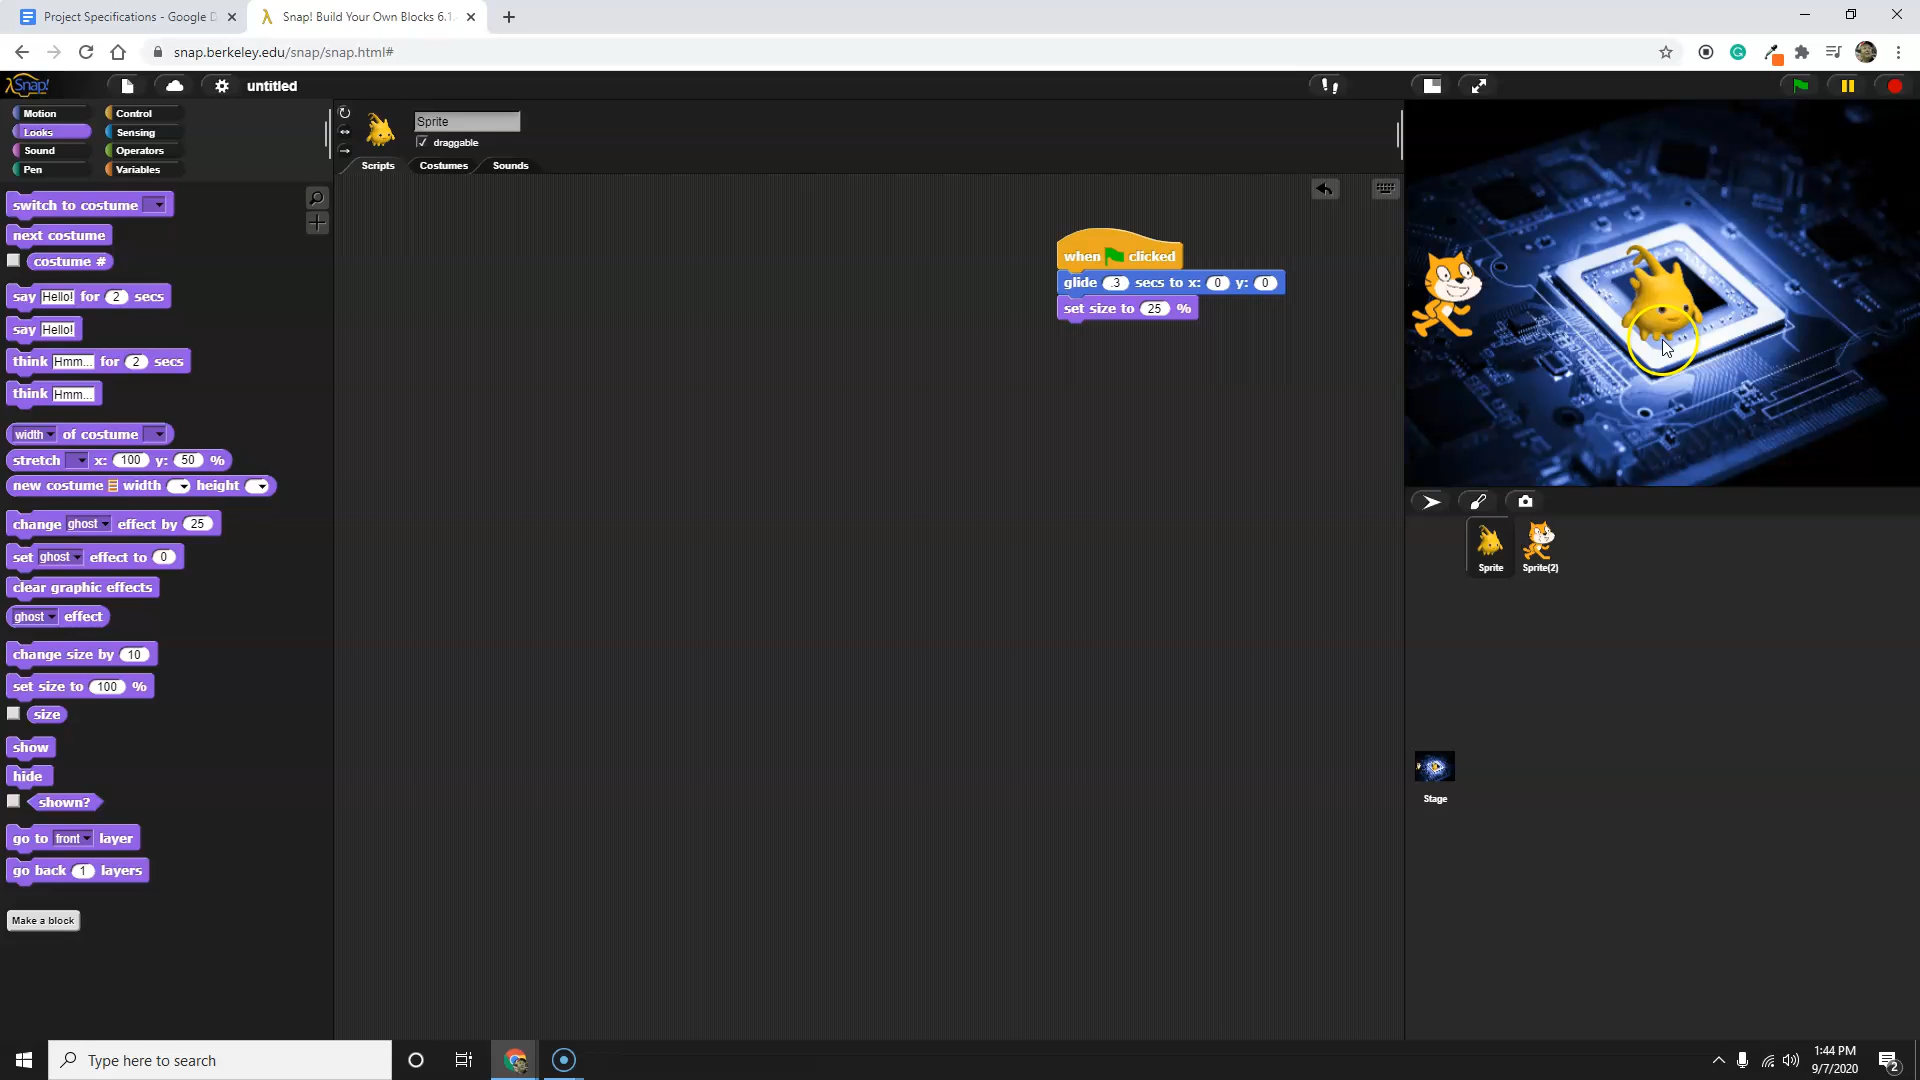 Project Specifications - Google D
Snap! Build Your Own Blocks 6.1.
snap.berkeley.edu/snap/snap.html#
Snap!
untitled
Motion
Control
Looks
Sensing
Sound
Operators
Pen
Variables
Sprite
draggable
Scripts
Costumes
Sounds
switch to costume
next costume
costume #
say Hello! for 2 secs
say Hello!
think Hmm... for 2 secs
think Hmm...
width of costume
stretch x: 100 y: 50 %
new costume width height
change ghost effect by 25
set ghost effect to 0
clear graphic effects
ghost effect
change size by 10
set size to 100 %
size
show
hide
shown?
go to front layer
go back 1 layers
Make a block
when clicked
glide .3 secs to x: 0 y: 0
set size to 25 %
Sprite
Sprite(2)
Stage
Type here to search
1:44 PM
9/7/2020
2